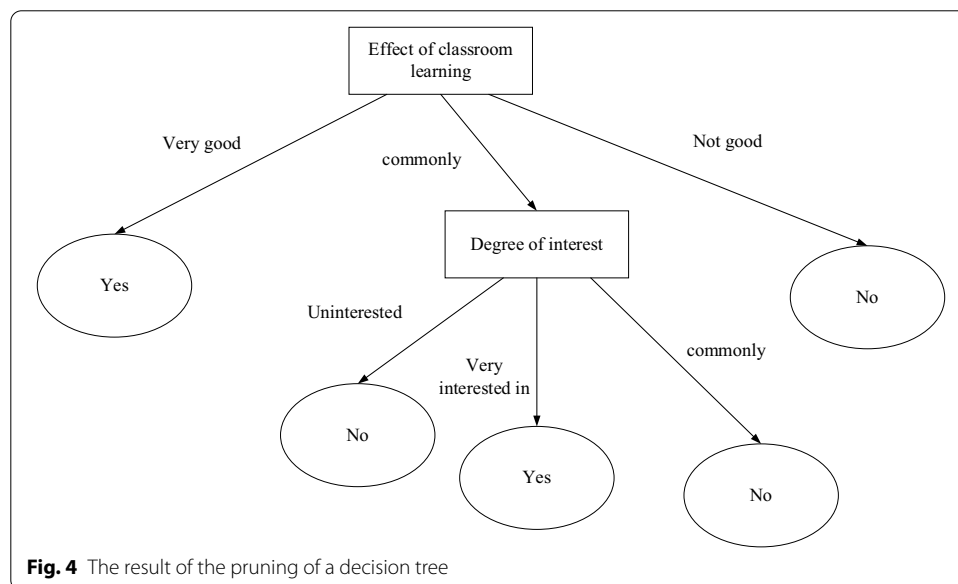 Effect of classroom
learning
Very good
commonly
Not good
Degree of interest
Yes
No
Uninterested
Very
interested in
commonly
No
Yes
No
Fig. 4 The result of the pruning of a decision tree